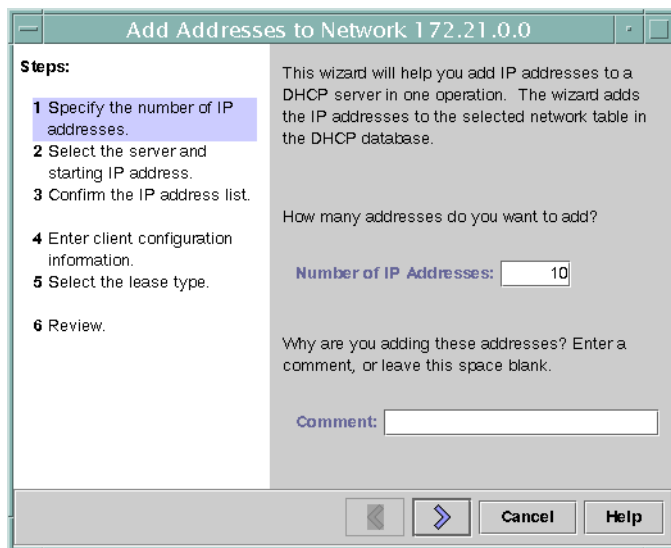 Add Addresses to Network 172.21.0.0
Steps:
1 Specify the number of IP
addresses.
2 Select the server and
starting IP address.
3 Confirm the IP address list.
4 Enter client configuration
information.
5 Select the lease type.
6 Review.
This wizard will help you add IP addresses to a
DHCP server in one operation. The wizard adds
the IP addresses to the selected network table in
the DHCP database.
How many addresses do you want to add?
Number of IP Addresses: 10
Why are you adding these addresses? Enter a
comment, or leave this space blank.
Comment:
Cancel Help